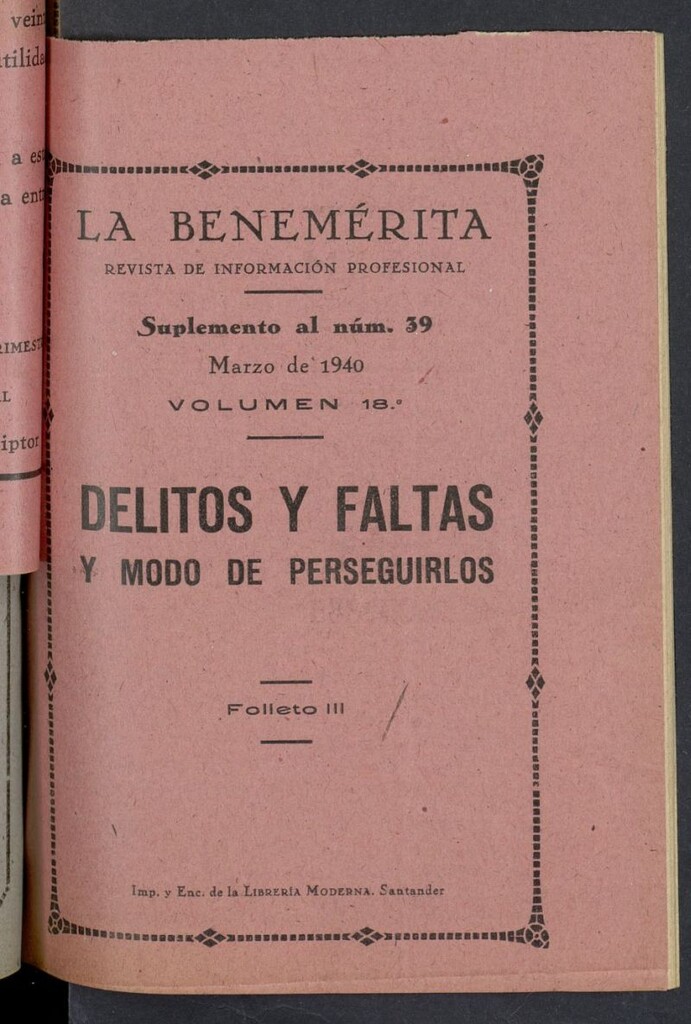 a
LA BENEMÉRITA
REVISTA DE INFORMACIÓN PROFESIONAL
Suplemento al núm. 39
Marzo de 1940
VOLUMEN 18.º
DELITOS Y FALTAS
Y MODO DE PERSEGUIRLOS
Folleto III
Imp. y Enc. de la LIBRERÍA MODERNA. Santander